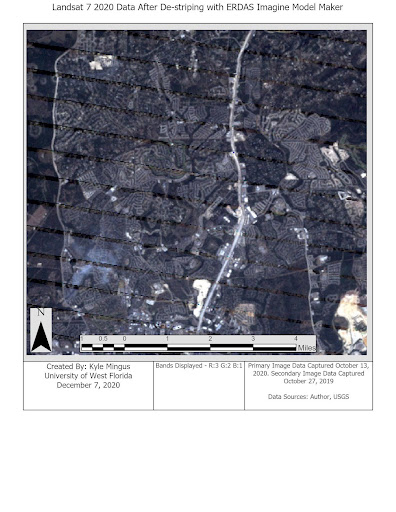 Landsat 7 2020 Data After De-striping with ERDAS Imagine Model Maker
N
1 0.5 0 1 2 3 4
Miles
Created By: Kyle Mingus
University of West Florida
December 7, 2020
Bands Displayed - R:3 G:2 B:1
Primary Image Data Captured October 13,
2020. Secondary Image Data Captured
October 27, 2019
Data Sources: Author, USGS